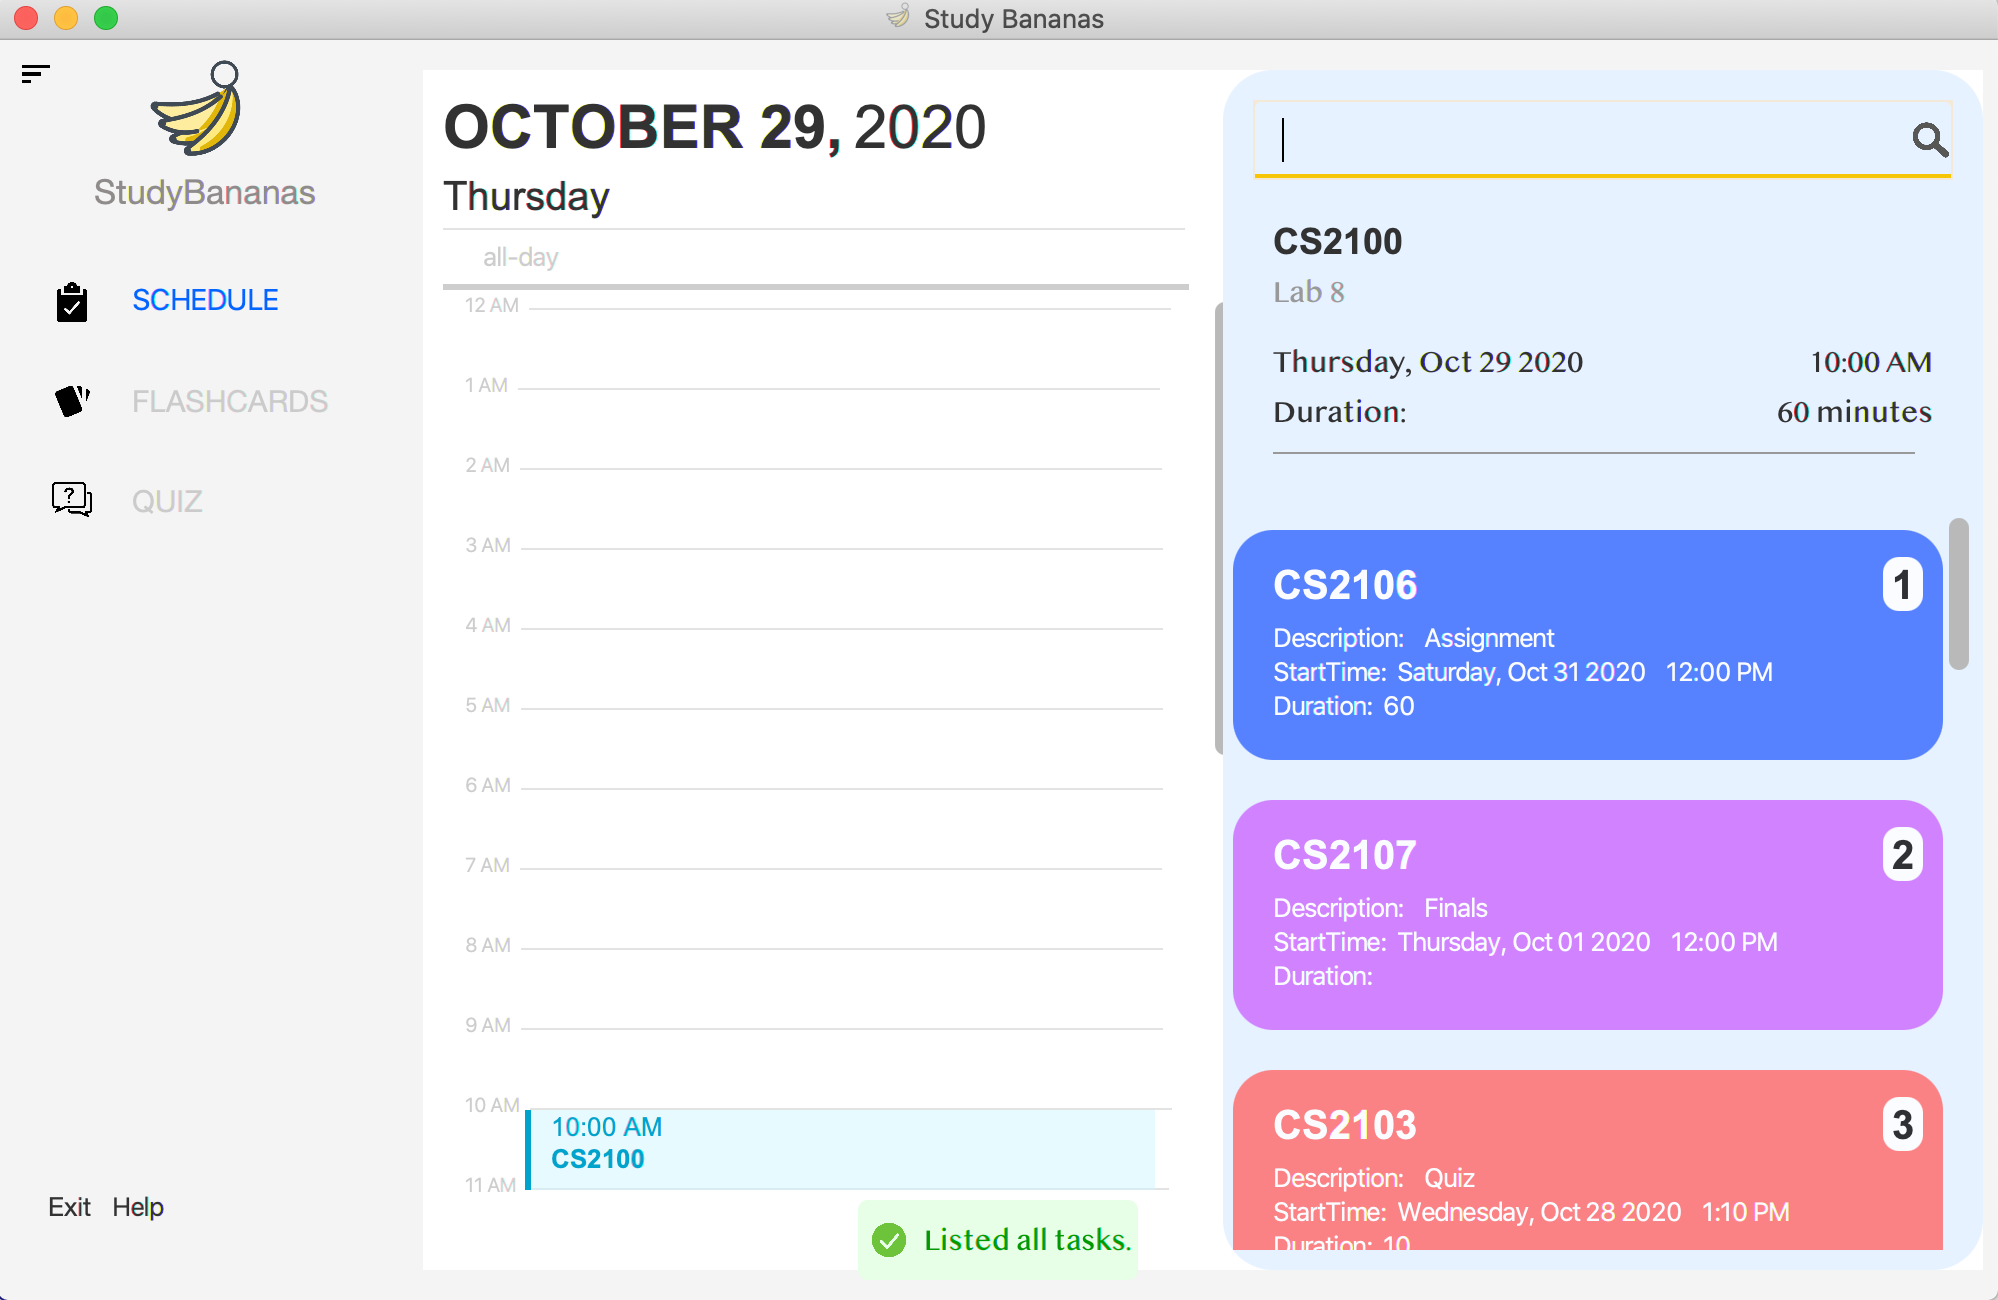 Study Bananas
StudyBananas
SCHEDULE
FLASHCARDS
QUIZ
Exit Help
OCTOBER 29, 2020
Thursday
all-day
12 AM
1 AM
2 AM
3 AM
4 AM
5 AM
6 AM
7 AM
8 AM
9 AM
10 AM
10:00 AM
CS2100
11 AM
Listed all tasks.
CS2100
Lab 8
Thursday, Oct 29 2020 10:00 AM
Duration: 60 minutes
CS2106 1
Description: Assignment
StartTime: Saturday, Oct 31 2020 12:00 PM
Duration: 60
CS2107 2
Description: Finals
StartTime: Thursday, Oct 01 2020 12:00 PM
Duration:
CS2103 3
Description: Quiz
StartTime: Wednesday, Oct 28 2020 1:10 PM
Duration: 10